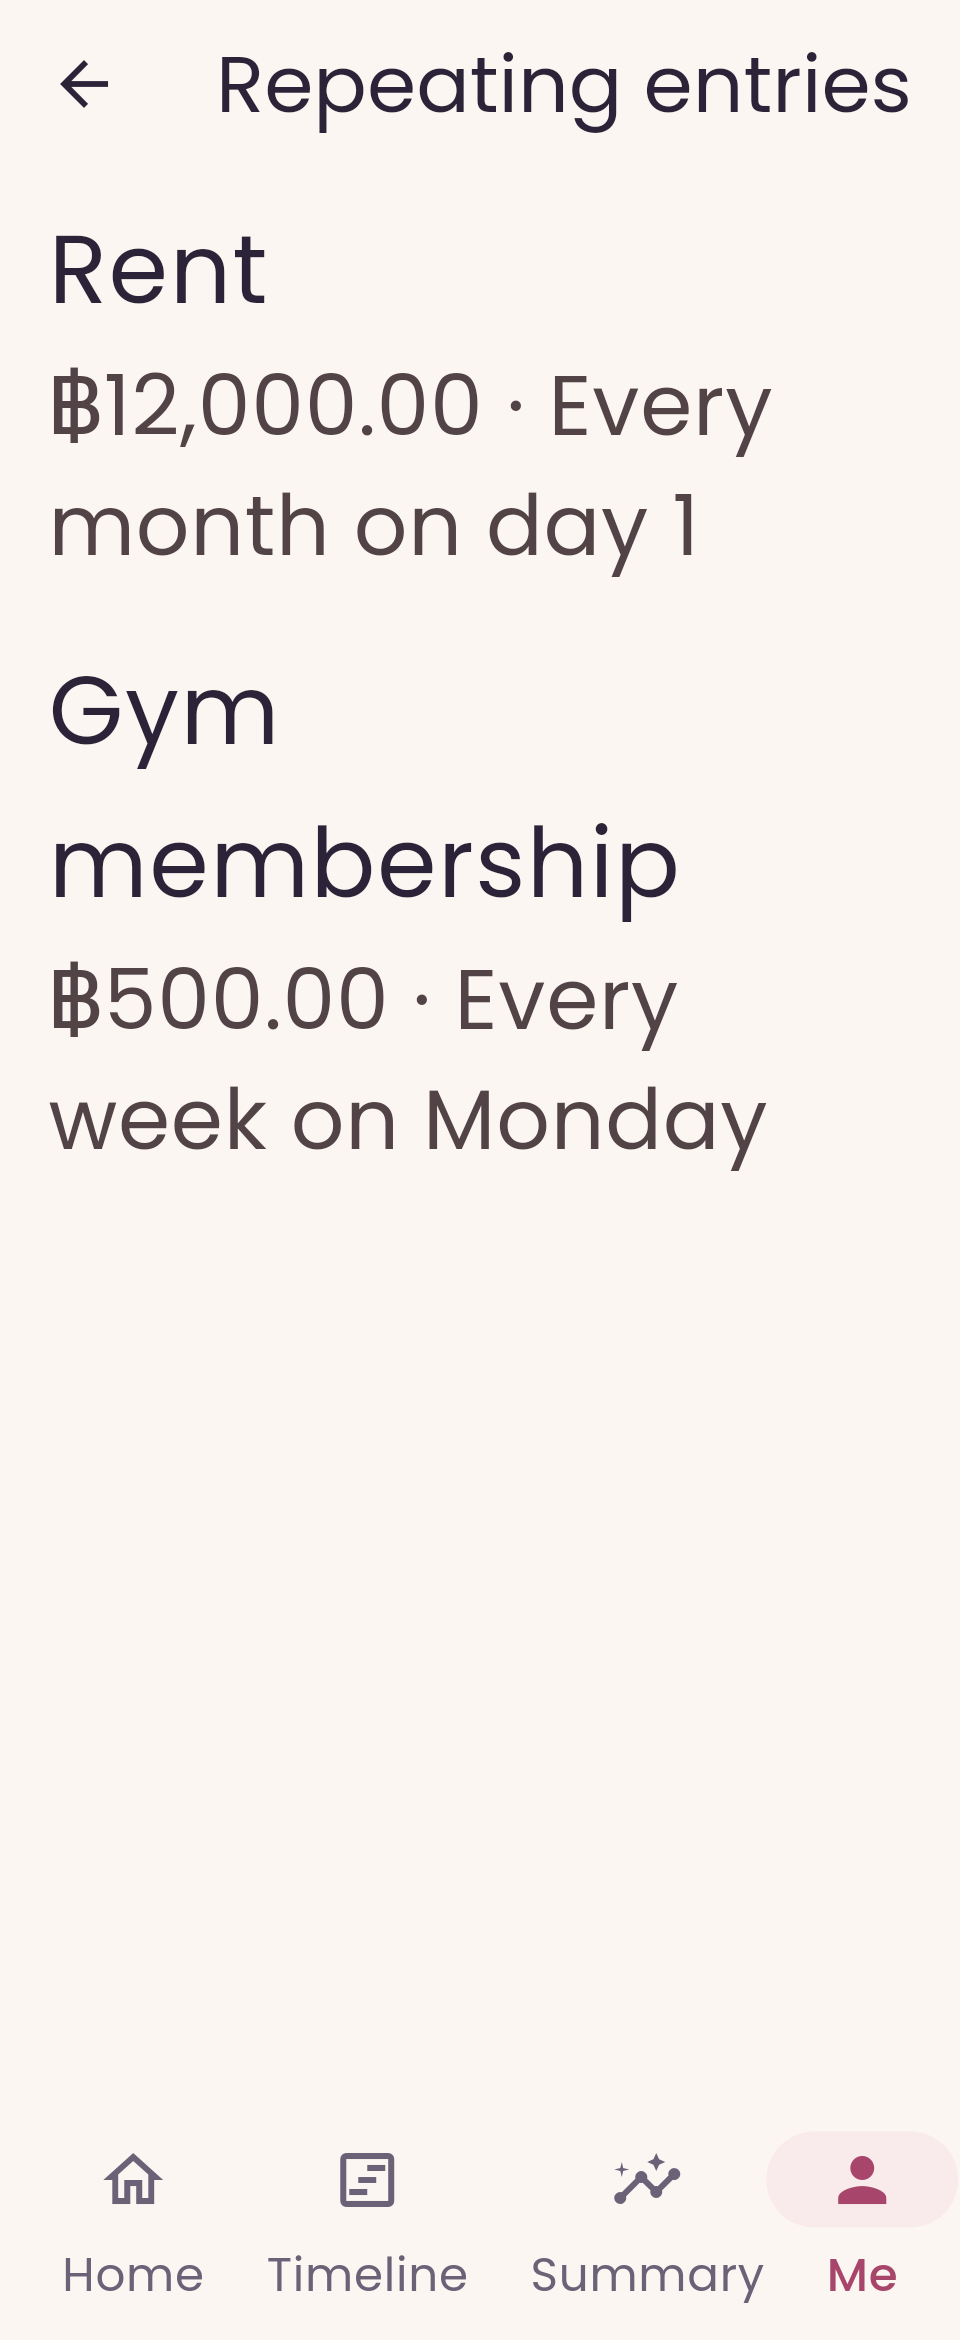 Repeating entries
Rent
฿12,000.00 · Every
month on day 1
Gym
membership
฿500.00 · Every
week on Monday
Home
Timeline
Summary
Me